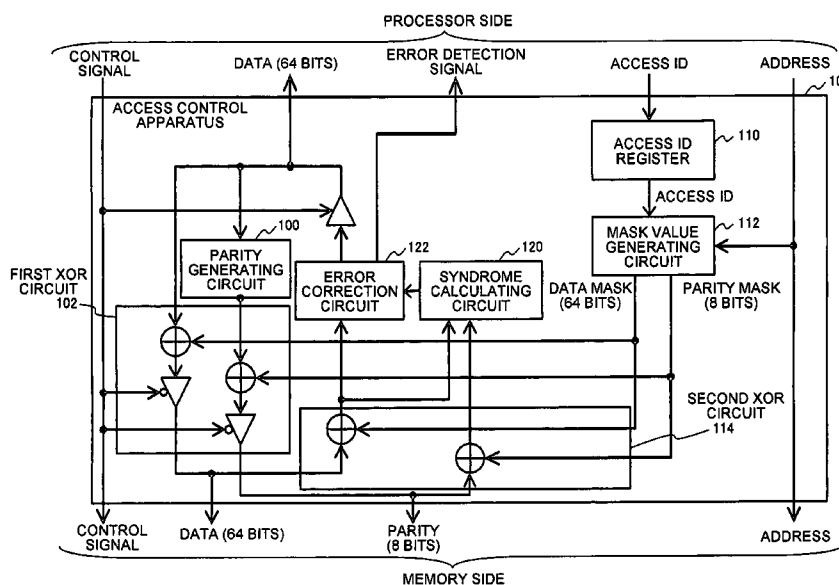 PROCESSOR SIDE
CONTROL
SIGNAL
DATA (64 BITS)
ERROR DETECTION
SIGNAL
ACCESS ID
ADDRESS
10
ACCESS CONTROL
APPARATUS
ACCESS ID
REGISTER
110
ACCESS ID
100
PARITY
GENERATING
CIRCUIT
122
ERROR
CORRECTION
CIRCUIT
120
SYNDROME
CALCULATING
CIRCUIT
MASK VALUE
GENERATING
CIRCUIT
112
FIRST XOR
CIRCUIT
102
DATA MASK
(64 BITS)
PARITY MASK
(8 BITS)
SECOND XOR
CIRCUIT
114
CONTROL
SIGNAL
DATA (64 BITS)
PARITY
(8 BITS)
ADDRESS
MEMORY SIDE